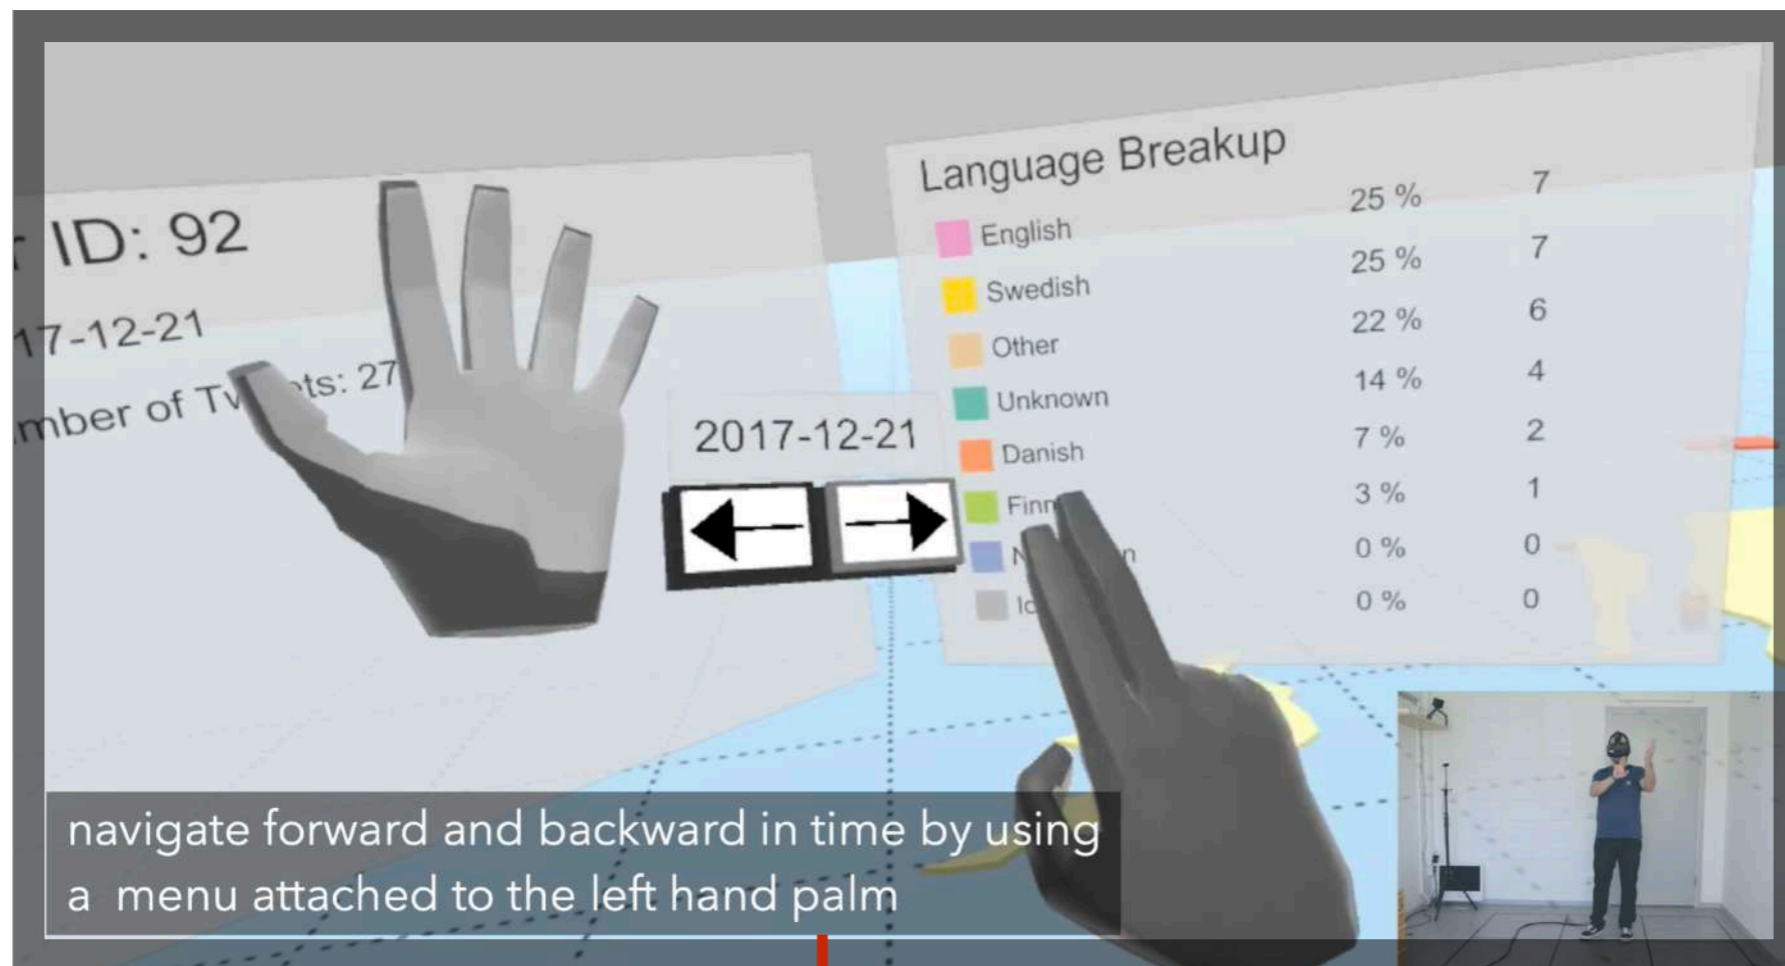 ID: 92
17-12-21
of Tw ts: 27
2017-12-21
Language Breakup
English 25 % 7
Swedish 25 % 7
Other 22 % 6
Unknown 14 % 4
Danish 7 % 2
Finn 3 % 1
0 % 0
0 % 0
navigate forward and backward in time by using
a menu attached to the left hand palm